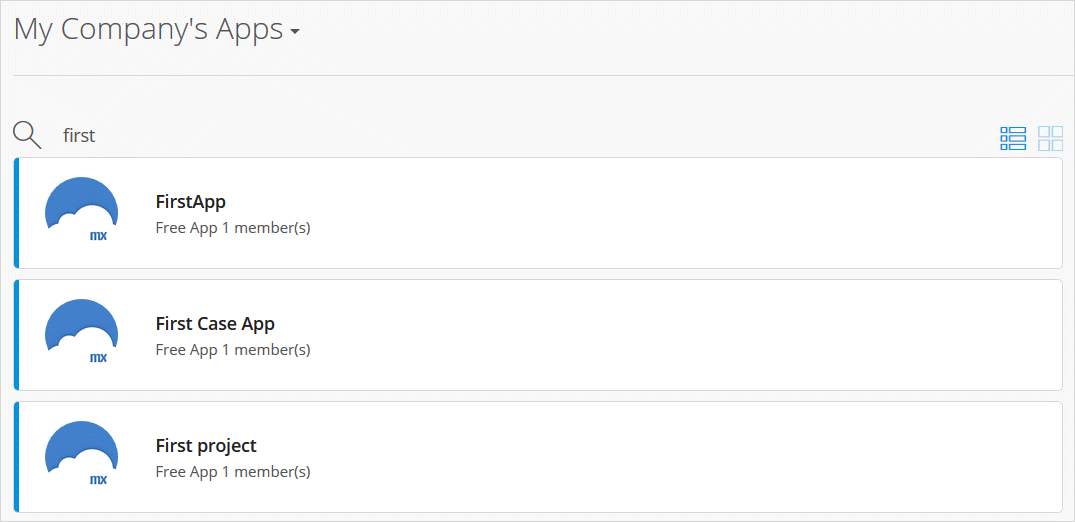 My Company's Apps
first
FirstApp
Free App 1 member(s)
mx
First Case App
Free App 1 member(s)
mx
First project
Free App 1 member(s)
mx